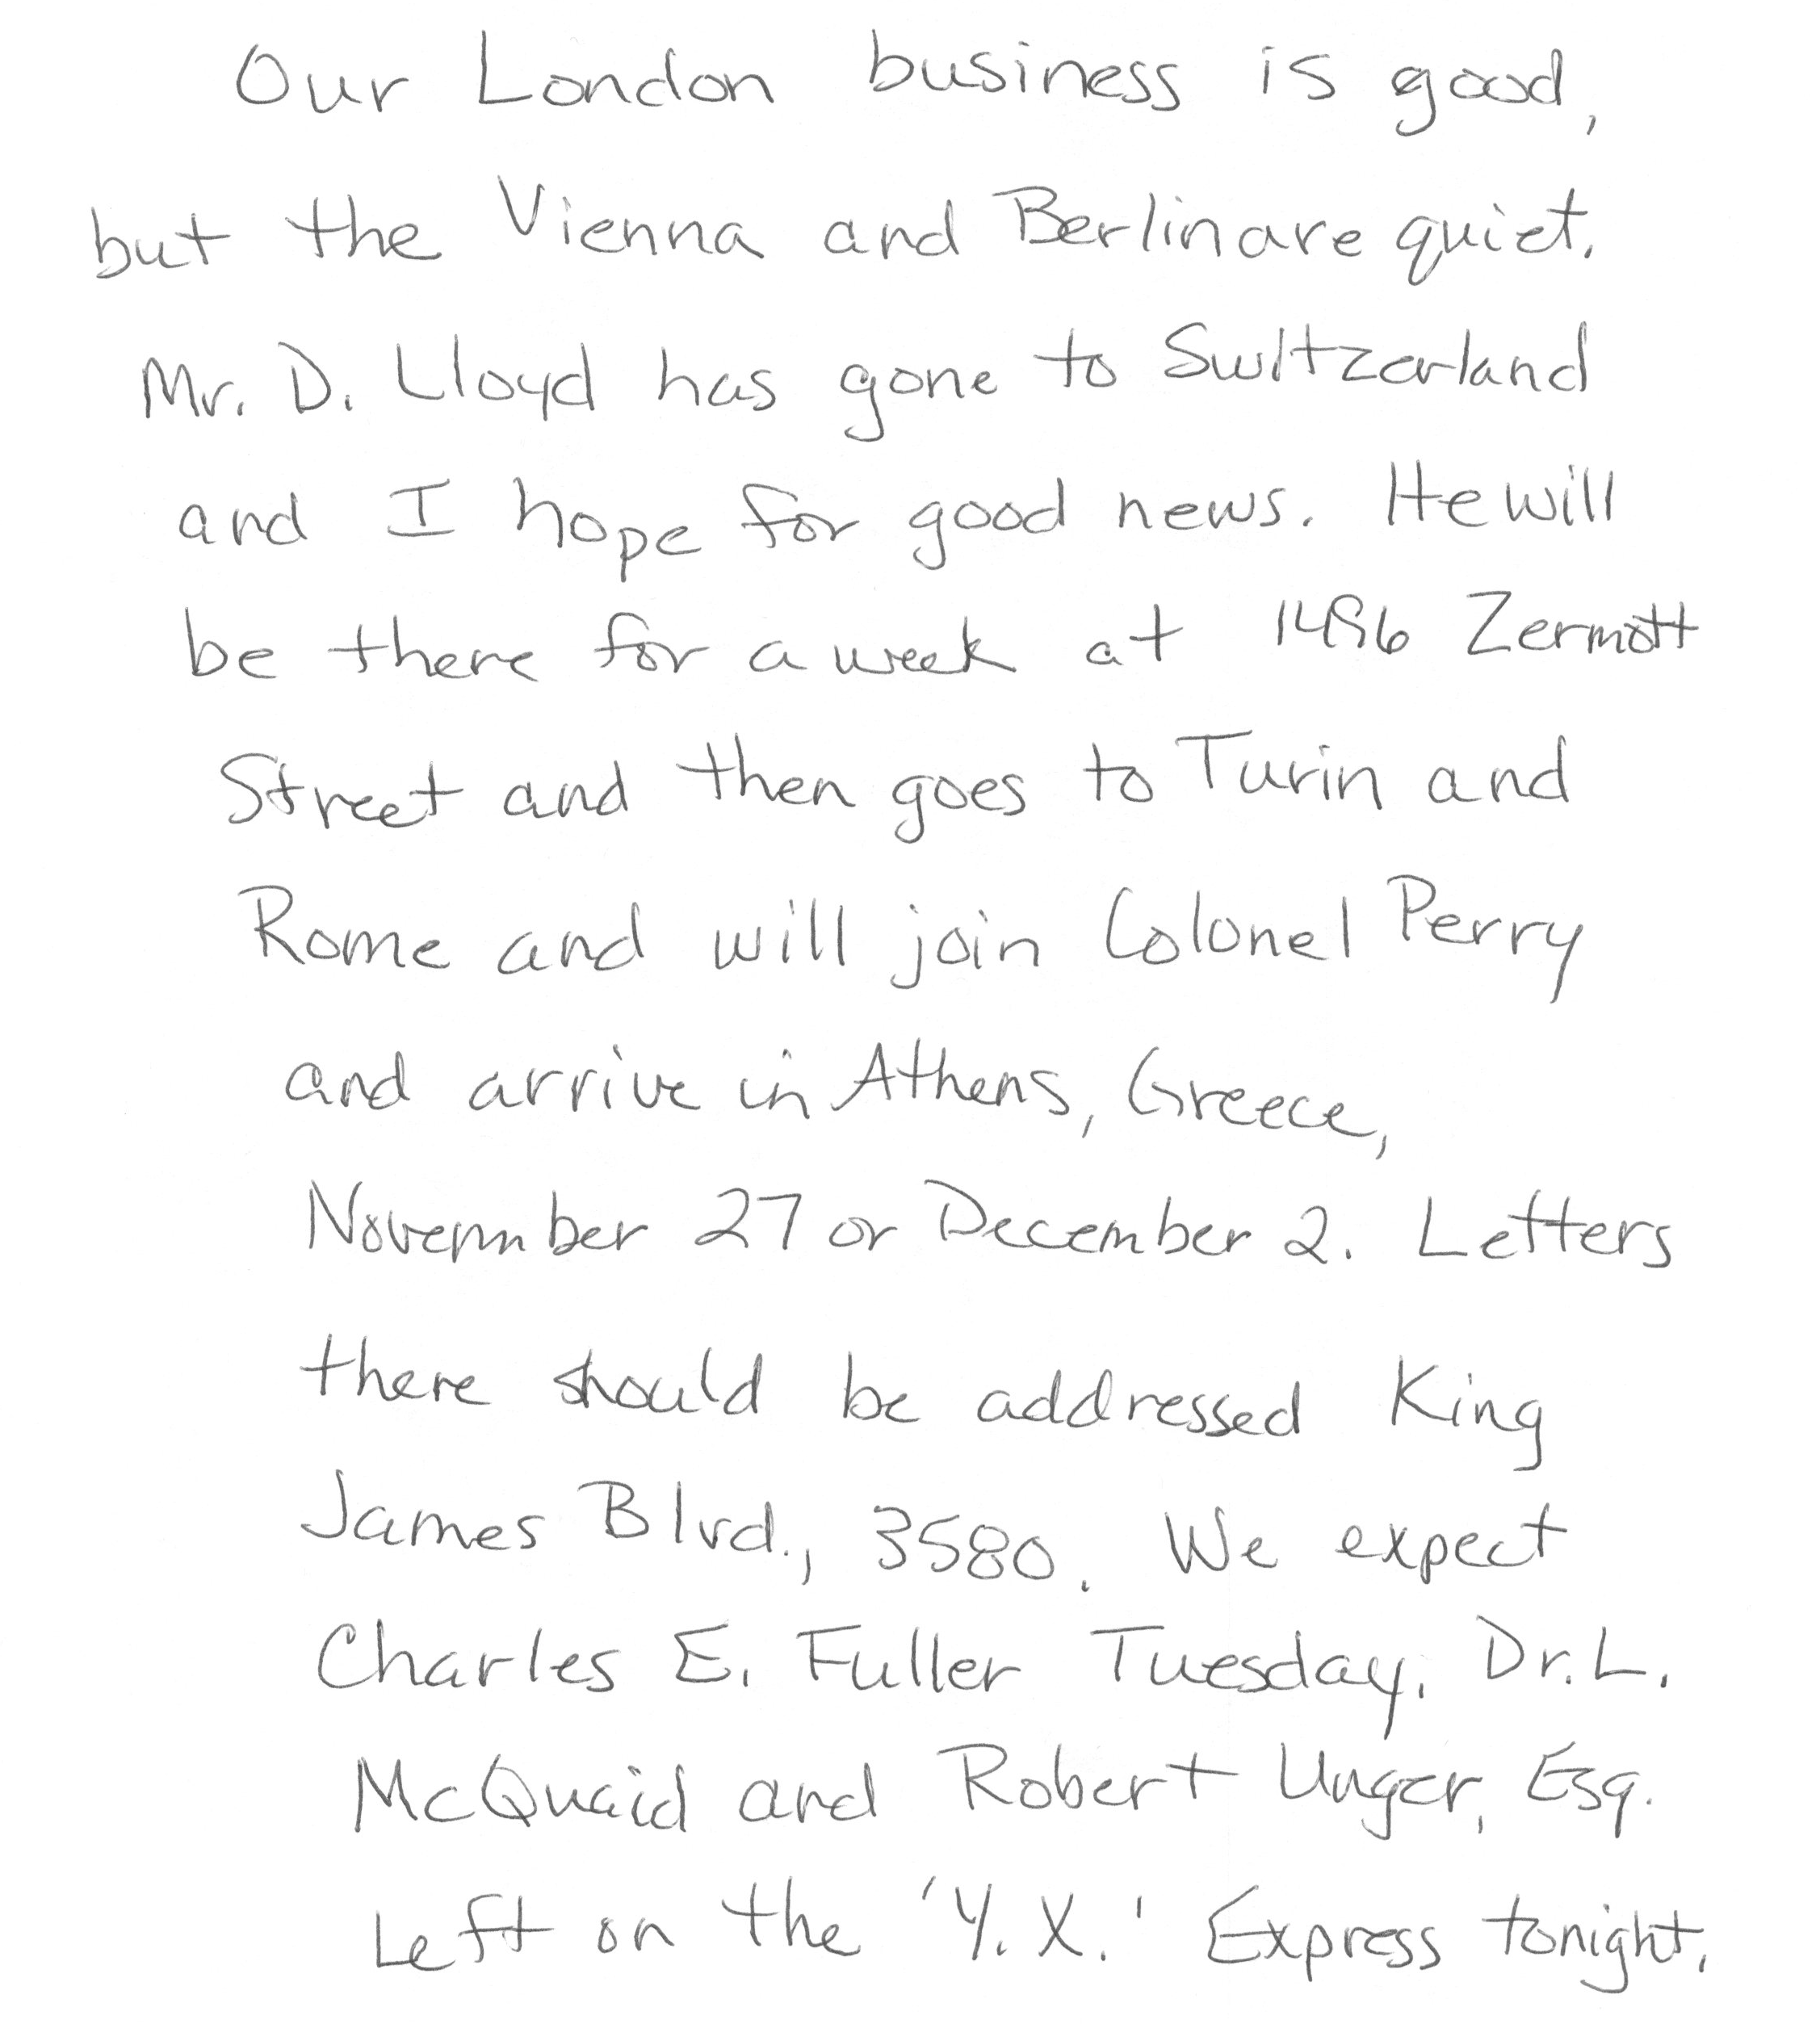 Our London business is good,
but the Vienna and Berlin are quiet.
Mr. D. Lloyd has gone to Switzerland
and I hope for good news. He will
be there for a week at 1496 Zermott
Street and then goes to Turin and
Rome and will join Colonel Perry
and arrive in Athens, Greece,
November 27 or December 2. Letters
there should be addressed King
James Blvd., 3580. We expect
Charles E. Fuller Tuesday. Dr. L.
McQuaid and Robert Unger, Esq.
Left on the 'Y. X.' Express tonight.